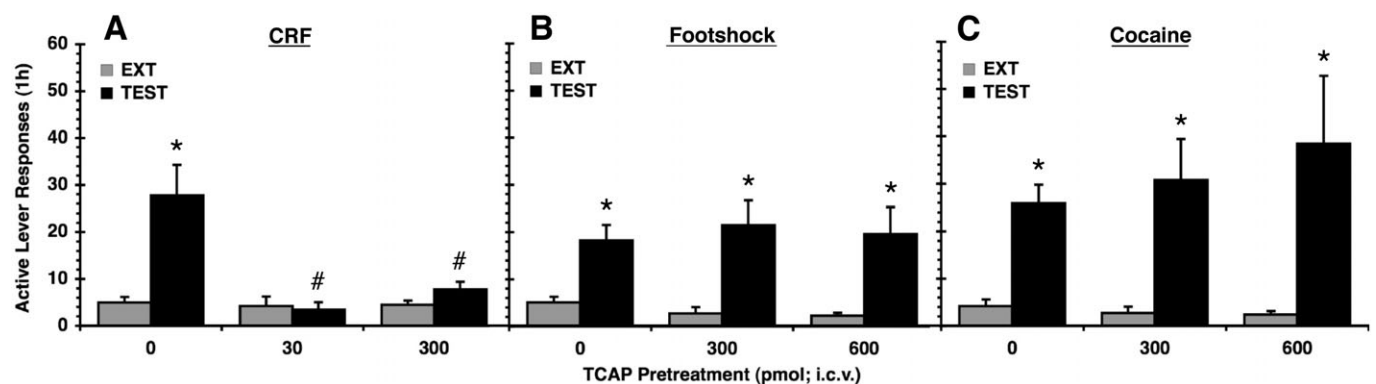 A
CRF
B
Footshock
C
Cocaine
Active Lever Responses (1h)
60
50
40
30
20
10
0
EXT
TEST
*
#
#
0
30
300
EXT
TEST
*
*
*
0
300
600
EXT
TEST
*
*
*
0
300
600
TCAP Pretreatment (pmol; i.c.v.)